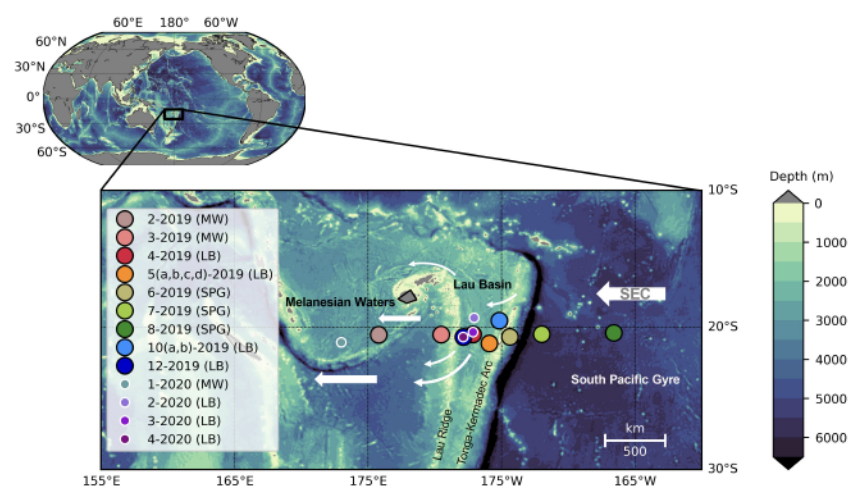 60°E 180° 60°W
60°N
30°N
0°
30°S
60°S
Depth (m)
0
1000
2000
3000
4000
5000
6000
10°S
20°S
30°S
2-2019 (MW)
3-2019 (MW)
4-2019 (LB)
5(a,b,c,d)-2019 (LB)
6-2019 (SPG)
7-2019 (SPG)
8-2019 (SPG)
10(a,b)-2019 (LB)
12-2019 (LB)
1-2020 (MW)
2-2020 (LB)
3-2020 (LB)
4-2020 (LB)
Melanesian Waters
Lau Basin
SEC
South Pacific Gyre
Lau Ridge
Tonga-Kermadec Arc
km
500
155°E 165°E 175°E 175°W 165°W